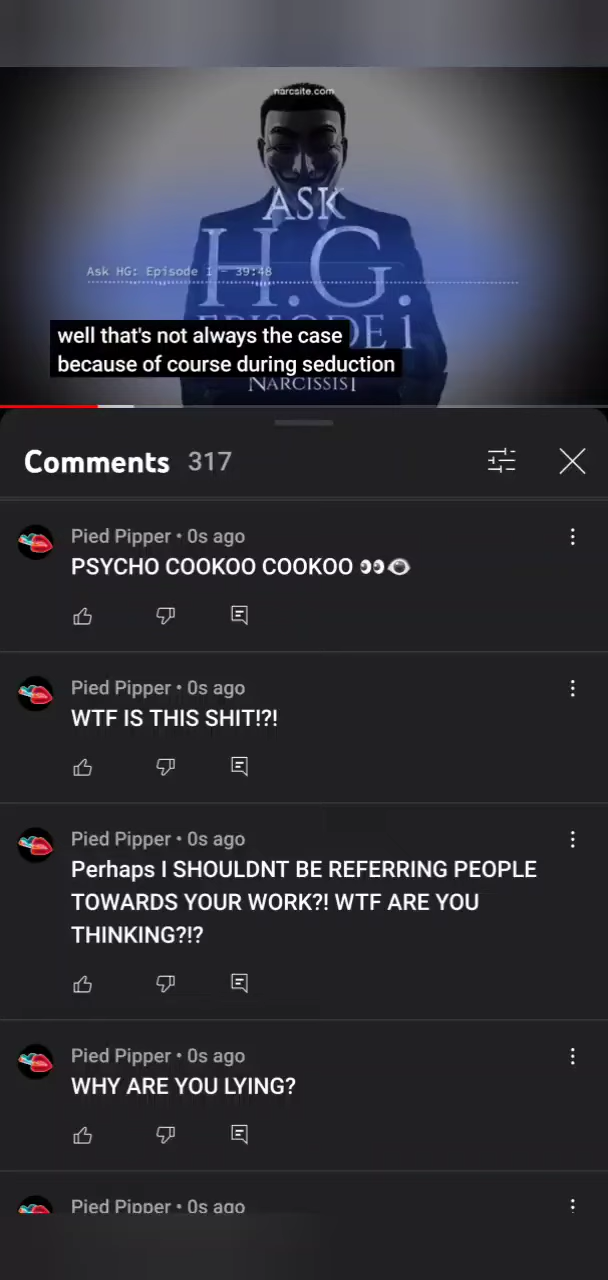 narcsite.com
ASK
H.G.
Ask HG: Episode 1 - 39:48
EPISODE 1
well that's not always the case
because of course during seduction
NARCISSIST
Comments 317
Pied Pipper • 0s ago
PSYCHO COOKOO COOKOO 👀👁
Pied Pipper • 0s ago
WTF IS THIS SHIT!?!
Pied Pipper • 0s ago
Perhaps I SHOULDNT BE REFERRING PEOPLE
TOWARDS YOUR WORK?! WTF ARE YOU
THINKING?!?
Pied Pipper • 0s ago
WHY ARE YOU LYING?
Pied Pipper • 0s ago